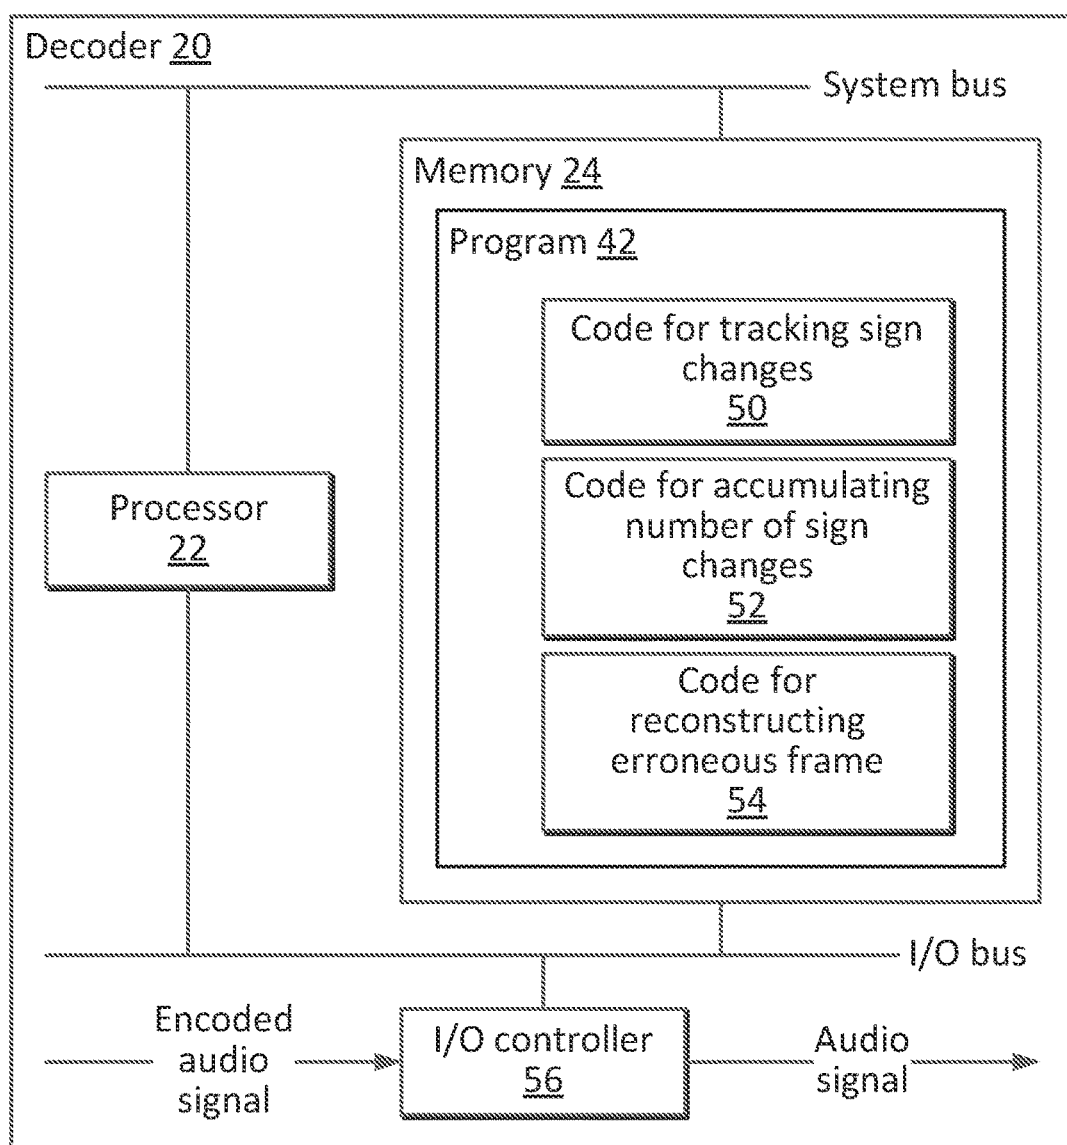 Decoder 20
System bus
Memory 24
Program 42
Code for tracking sign
changes
50
Code for accumulating
number of sign
changes
52
Code for
reconstructing
erroneous frame
54
Processor
22
I/O bus
Encoded
audio
signal
I/O controller
56
Audio
signal